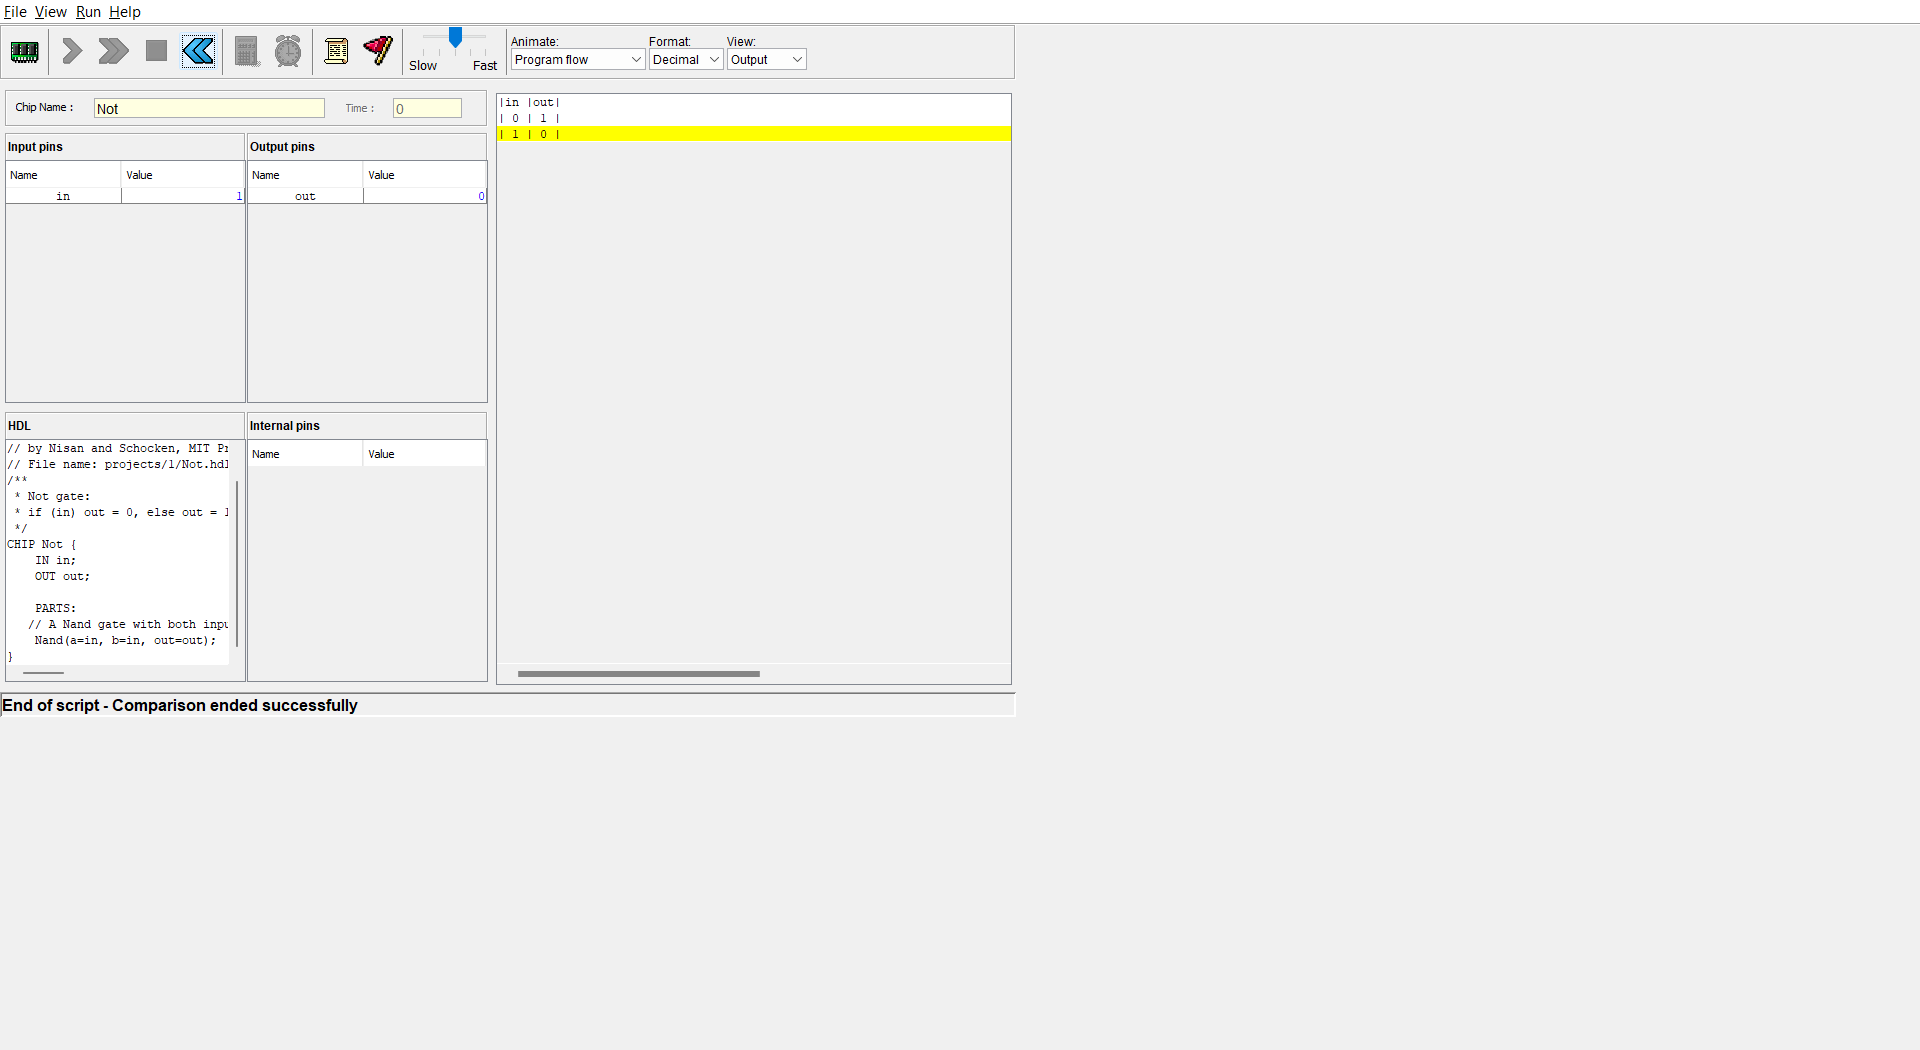 File View Run Help
Animate: Format: View:
Slow Fast Program flow Decimal Output
Chip Name : Not Time : 0
Input pins
Name Value
in 1
Output pins
Name Value
out 0
HDL
// by Nisan and Schocken, MIT Pr
// File name: projects/1/Not.hdl
/**
* Not gate:
* if (in) out = 0, else out = 1
*/
CHIP Not {
IN in;
OUT out;
PARTS:
// A Nand gate with both inpu
Nand(a=in, b=in, out=out);
}
Internal pins
Name Value
|in |out|
| 0 | 1 |
| 1 | 0 |
End of script - Comparison ended successfully